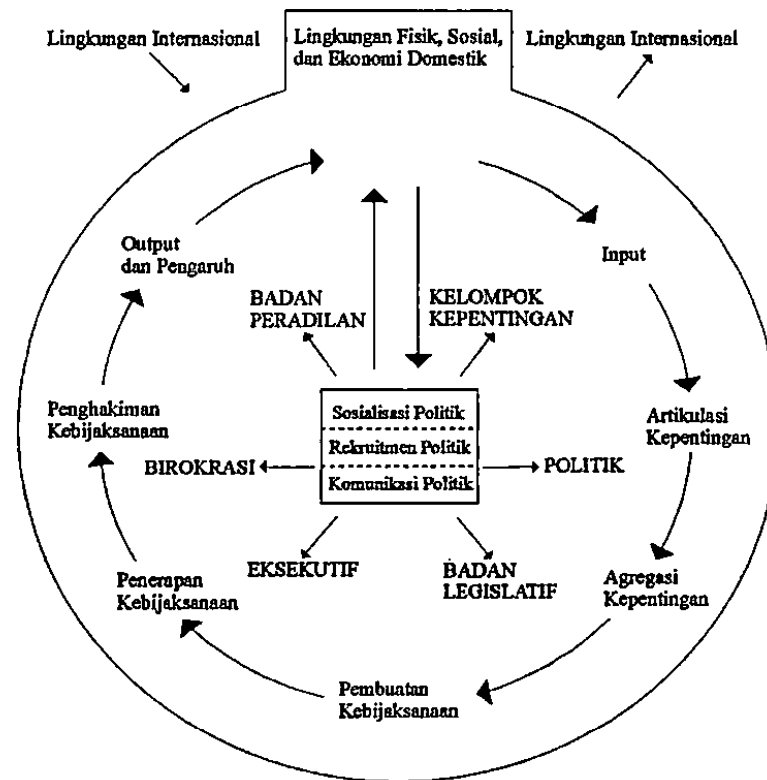 Lingkungan Internasional
Lingkungan Fisik, Sosial,
dan Ekonomi Domestik
Lingkungan Internasional
Output
dan Pengaruh
Input
BADAN
PERADILAN
KELOMPOK
KEPENTINGAN
Penghakiman
Kebijaksanaan
Sosialisasi Politik
Rekruitmen Politik
Komunikasi Politik
Artikulasi
Kepentingan
BIROKRASI
POLITIK
Penerapan
Kebijaksanaan
EKSEKUTIF
BADAN
LEGISLATIF
Agregasi
Kepentingan
Pembuatan
Kebijaksanaan